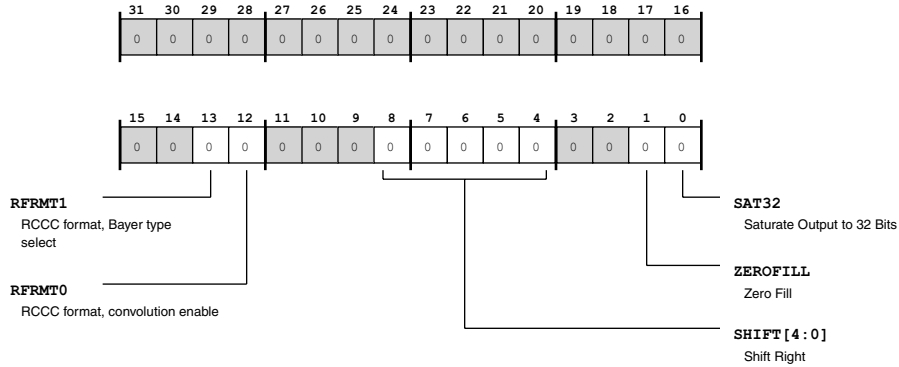 31 30 29 28 27 26 25 24 23 22 21 20 19 18 17 16
0 0 0 0 0 0 0 0 0 0 0 0 0 0 0 0
15 14 13 12 11 10 9 8 7 6 5 4 3 2 1 0
0 0 0 0 0 0 0 0 0 0 0 0 0 0 0 0
RFRMT1
RCCC format, Bayer type
select
RFRMT0
RCCC format, convolution enable
SAT32
Saturate Output to 32 Bits
ZEROFILL
Zero Fill
SHIFT[4:0]
Shift Right